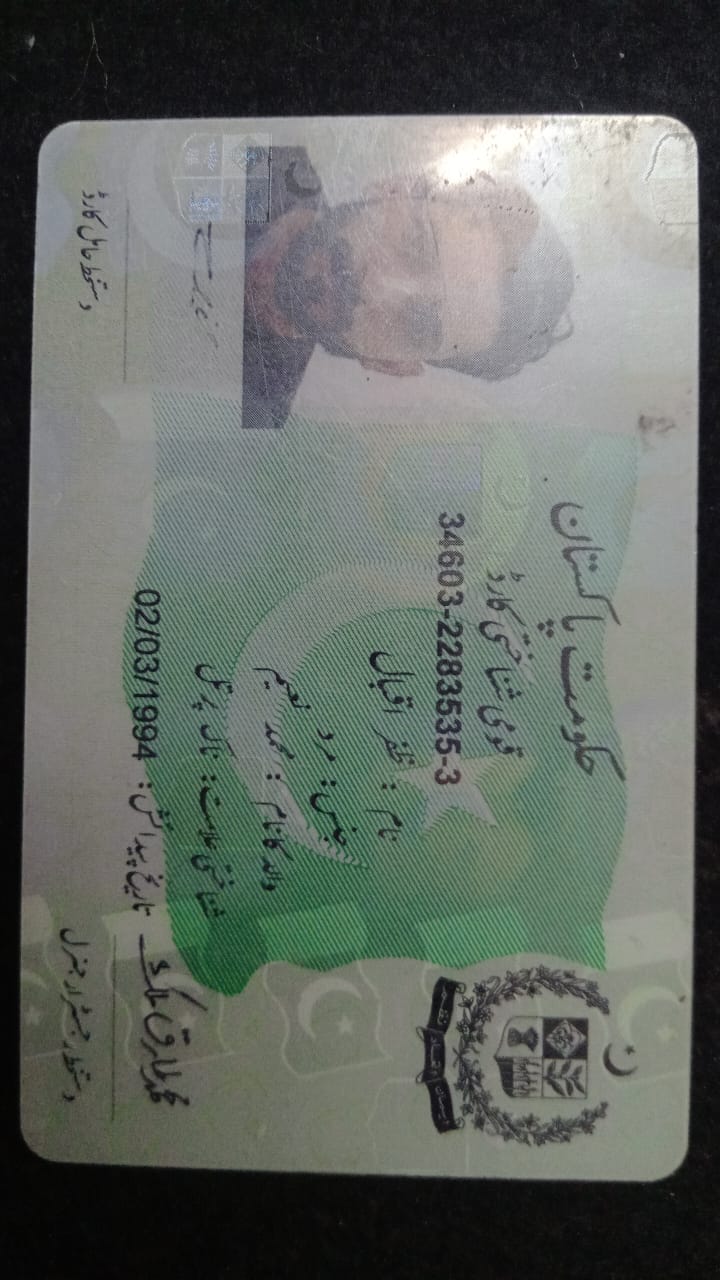 حکومت پاکستان
قومی شناختی کارڈ
34603-2283535-3
نام : ظفر اقبال
جنس: مرد
والد کا نام : محمد نعیم
شناختی علامت: ناک پر تل
تاریخ پیدائش: 02/03/1994
ایمان اتحاد نظم
محمد طارق ملک
دستخط حامل کارڈ
دستخط رجسٹرار جنرل